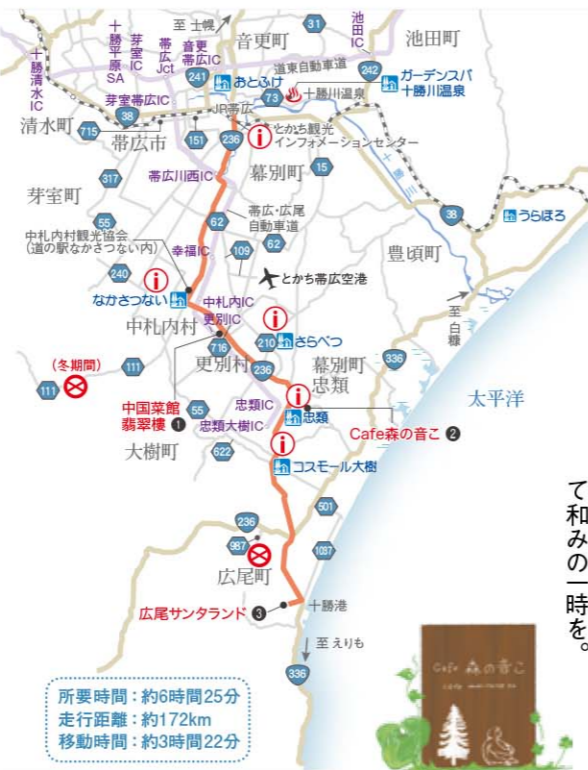 至 士幌
31
池田IC
十勝清水IC
十勝平原SA
芽室IC
帯広Jct
音更帯広IC
音更町
池田町
道東自動車道
241
おとふけ
242
ガーデンスパ
十勝川温泉
芽室帯広IC
73
十勝川温泉
38
JR帯広
清水町
715
帯広市
151
236
とかち観光
インフォメーションセンター
十勝川
317
帯広川西IC
幕別町
15
芽室町
38
うらほろ
55
62
帯広・広尾
自動車道
中札内村観光協会
(道の駅なかさつない内)
幸福IC
109
62
豊頃町
240
とかち帯広空港
なかさつない
中札内IC
至 白糠
中札内村
更別IC
210
さらべつ
336
(冬期間)
111
111
716
更別村
236
幕別町
忠類
太平洋
中国菜館
翡翠樓 ❶
55
忠類IC
忠類
忠類大樹IC
Cafe森の音こ ❷
大樹町
622
コスモール大樹
501
236
987
1037
広尾町
広尾サンタランド ❸
十勝港
至 えりも
336
て和みの一時を。
Cafe 森の音こ
所要時間：約6時間25分
走行距離：約172km
移動時間：約3時間22分